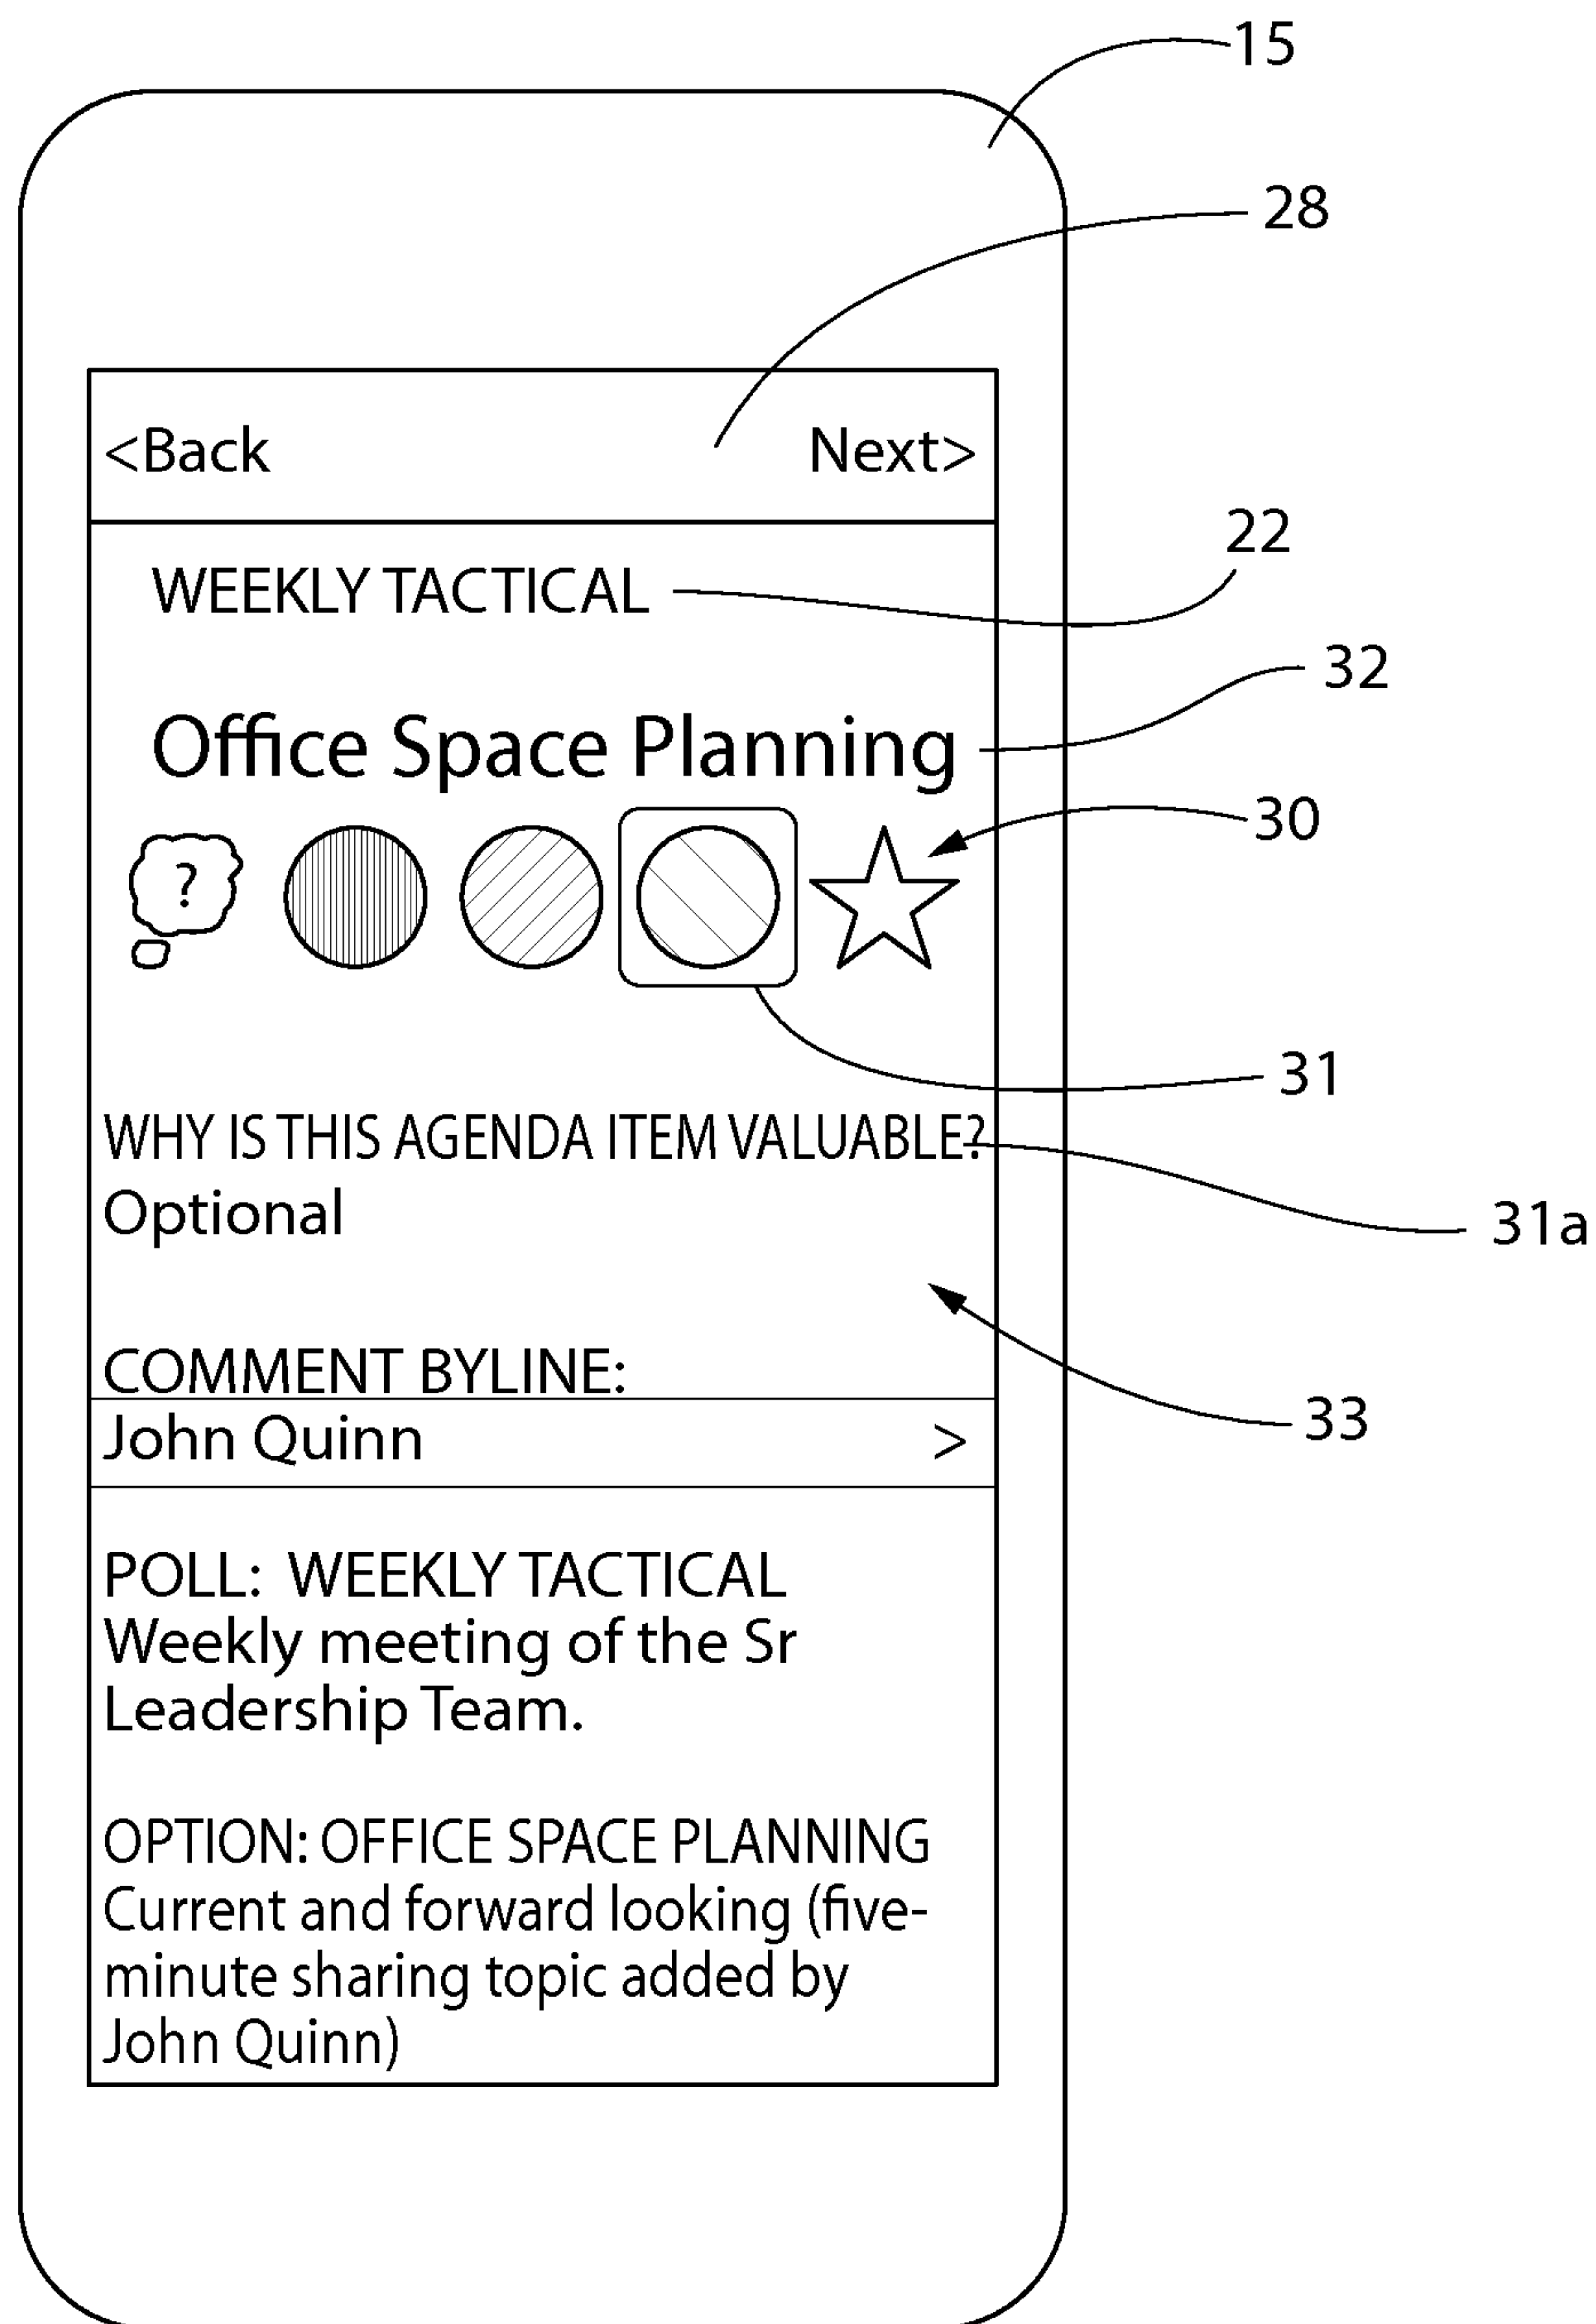 15
28
<Back Next>
22
WEEKLY TACTICAL
32
Office Space Planning
30
?
31
WHY IS THIS AGENDA ITEM VALUABLE?
Optional
31a
COMMENT BYLINE:
33
John Quinn >
POLL: WEEKLY TACTICAL
Weekly meeting of the Sr
Leadership Team.
OPTION: OFFICE SPACE PLANNING
Current and forward looking (five-
minute sharing topic added by
John Quinn)